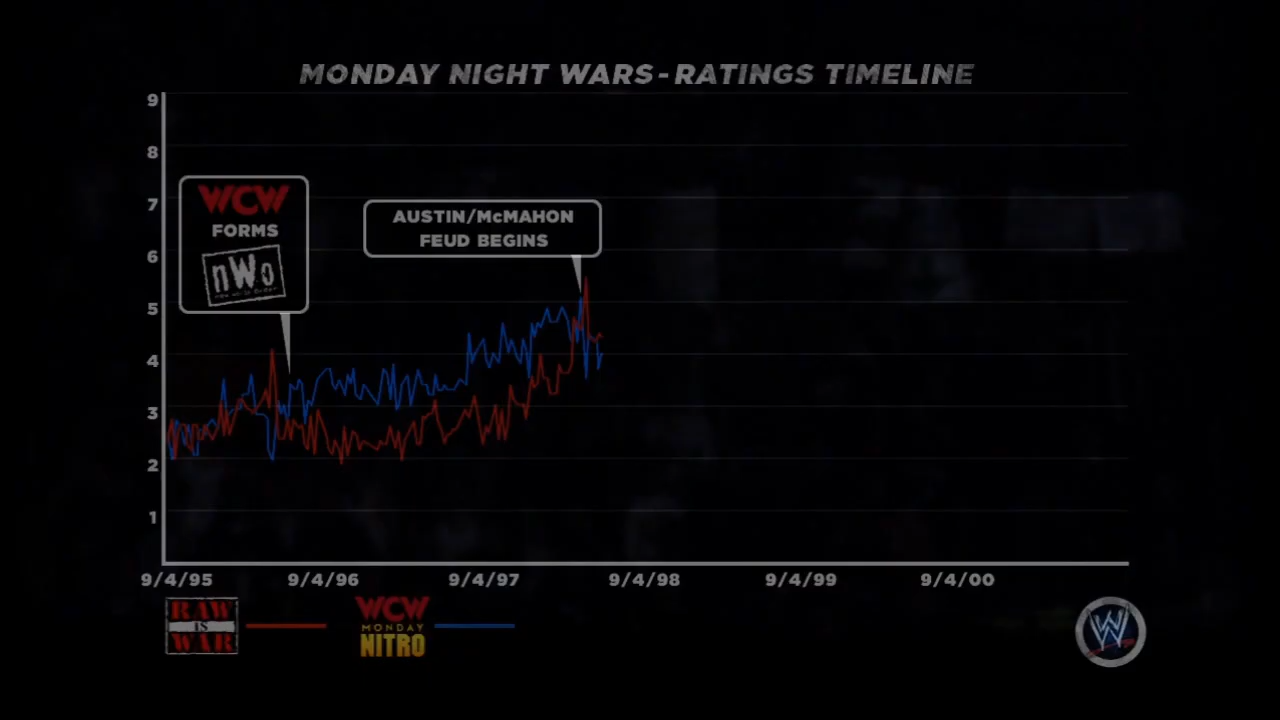 MONDAY NIGHT WARS - RATINGS TIMELINE
9
8
7
6
5
4
3
2
1
WCW
FORMS
nWo
AUSTIN/McMAHON
FEUD BEGINS
9/4/95
9/4/96
9/4/97
9/4/98
9/4/99
9/4/00
RAW
IS
WAR
WCW
MONDAY
NITRO
W